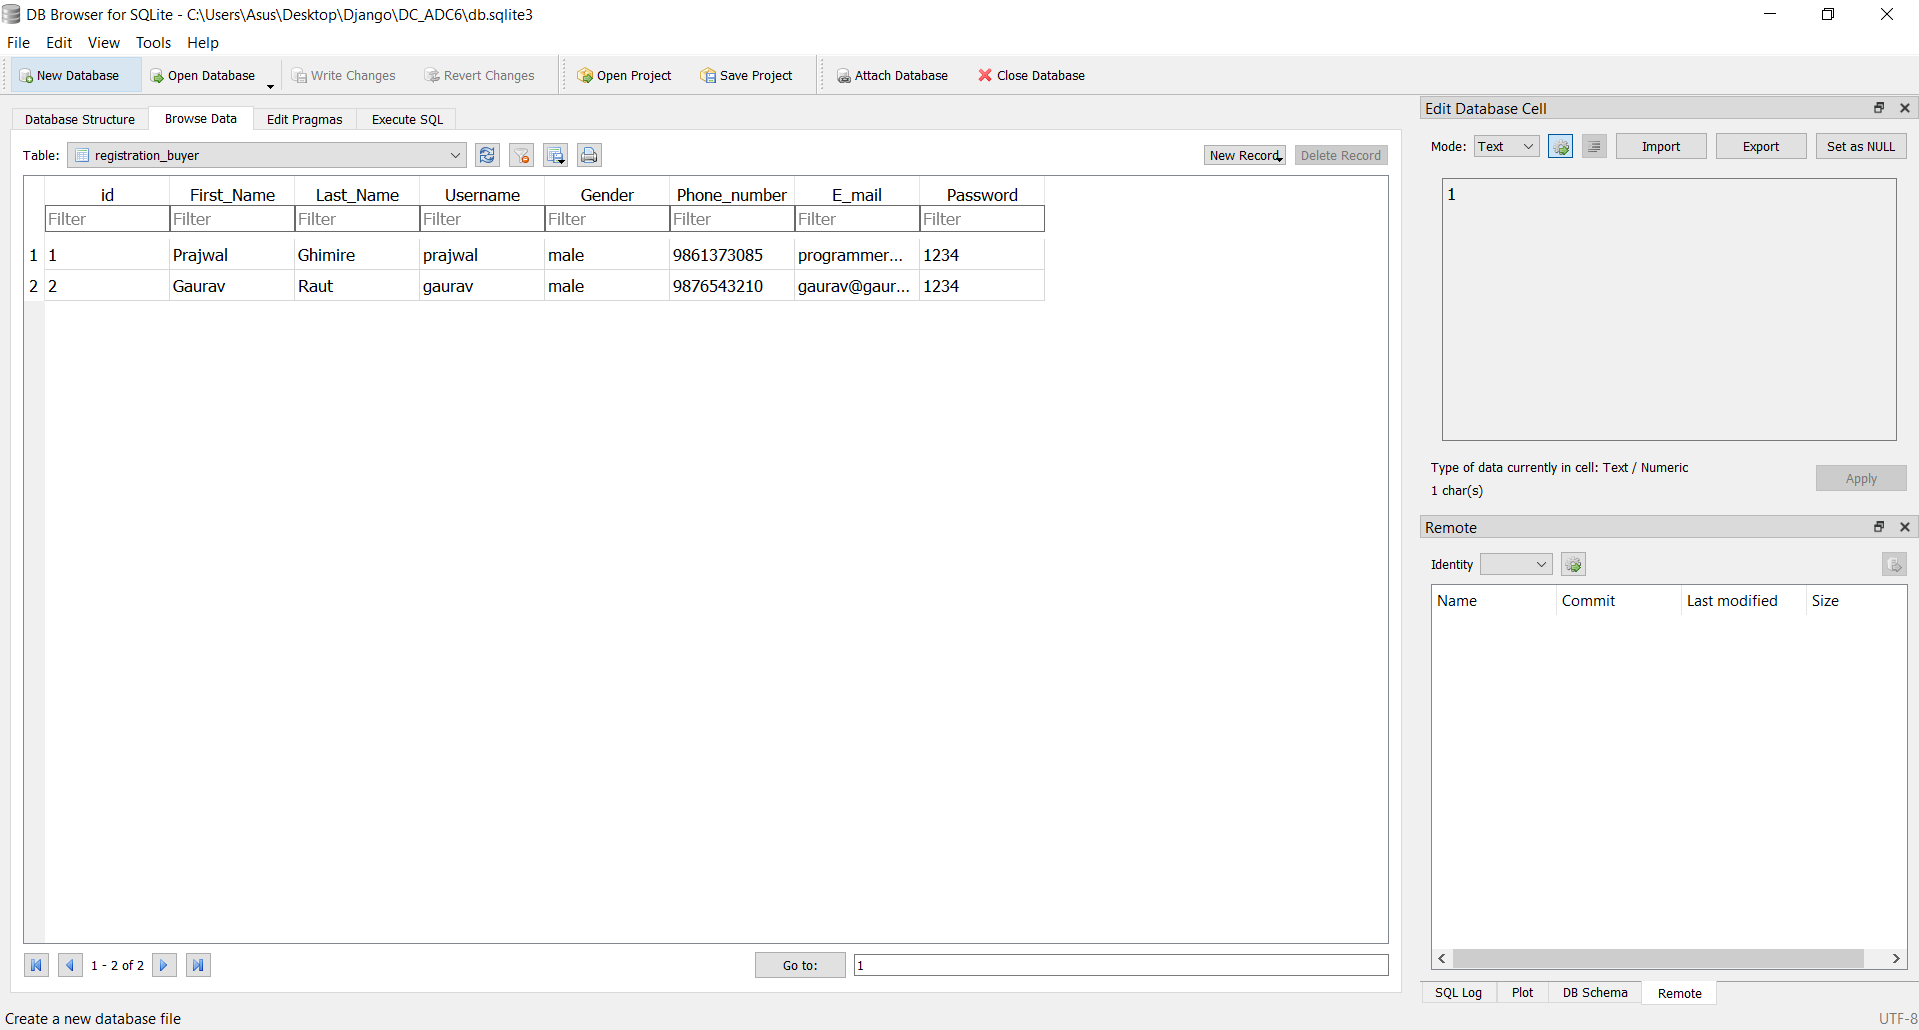 DB Browser for SQLite - C:\Users\Asus\Desktop\Django\DC_ADC6\db.sqlite3
File Edit View Tools Help
New Database Open Database Write Changes Revert Changes Open Project Save Project Attach Database Close Database
Database Structure Browse Data Edit Pragmas Execute SQL
Table: registration_buyer New Record Delete Record
id First_Name Last_Name Username Gender Phone_number E_mail Password
Filter Filter Filter Filter Filter Filter Filter Filter
1 1 Prajwal Ghimire prajwal male 9861373085 programmer... 1234
2 2 Gaurav Raut gaurav male 9876543210 gaurav@gaur... 1234
1 - 2 of 2 Go to: 1
Edit Database Cell
Mode: Text Import Export Set as NULL
1
Type of data currently in cell: Text / Numeric
1 char(s)
Apply
Remote
Identity
Name Commit Last modified Size
SQL Log Plot DB Schema Remote
Create a new database file UTF-8